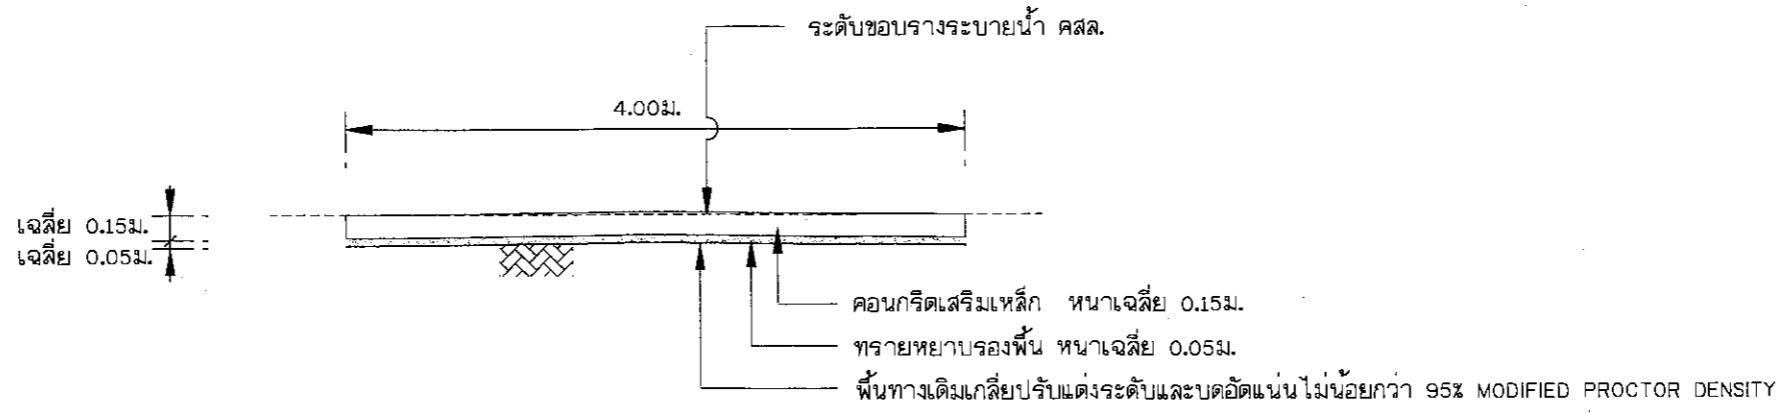 ระดับขอบรางระบายน้ำ คสล.
4.00ม.
เฉลี่ย 0.15ม.
เฉลี่ย 0.05ม.
คอนกรีตเสริมเหล็ก หนาเฉลี่ย 0.15ม.
ทรายหยาบรองพื้น หนาเฉลี่ย 0.05ม.
พื้นทางเดิมเกลี่ยปรับแต่งระดับและบดอัดแน่นไม่น้อยกว่า 95% MODIFIED PROCTOR DENSITY